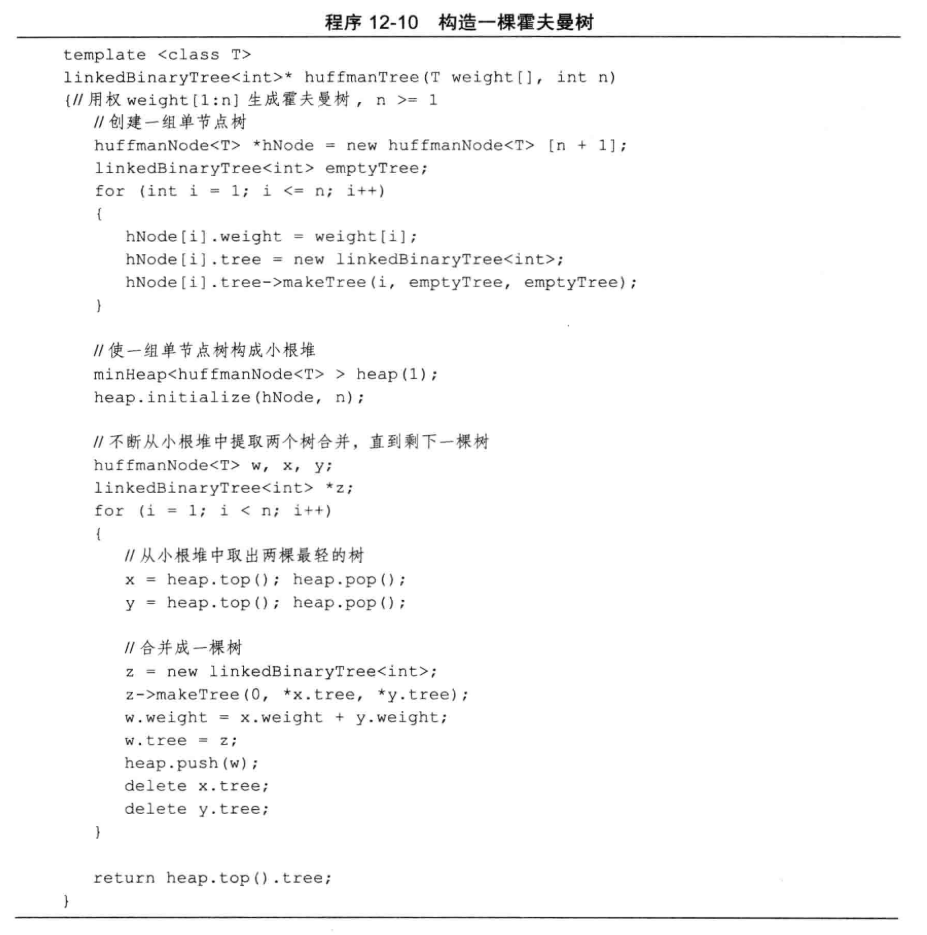 程序 12-10 构造一棵霍夫曼树
template <class T>
linkedBinaryTree<int>* huffmanTree(T weight[], int n)
{// 用权 weight[1:n] 生成霍夫曼树, n >= 1
// 创建一组单节点树
huffmanNode<T> *hNode = new huffmanNode<T> [n + 1];
linkedBinaryTree<int> emptyTree;
for (int i = 1; i <= n; i++)
{
hNode[i].weight = weight[i];
hNode[i].tree = new linkedBinaryTree<int>;
hNode[i].tree->makeTree(i, emptyTree, emptyTree);
}
// 使一组单节点树构成小根堆
minHeap<huffmanNode<T> > heap(1);
heap.initialize(hNode, n);
// 不断从小根堆中提取两个树合并，直到剩下一棵树
huffmanNode<T> w, x, y;
linkedBinaryTree<int> *z;
for (i = 1; i < n; i++)
{
// 从小根堆中取出两棵最轻的树
x = heap.top(); heap.pop();
y = heap.top(); heap.pop();
// 合并成一棵树
z = new linkedBinaryTree<int>;
z->makeTree(0, *x.tree, *y.tree);
w.weight = x.weight + y.weight;
w.tree = z;
heap.push(w);
delete x.tree;
delete y.tree;
}
return heap.top().tree;
}